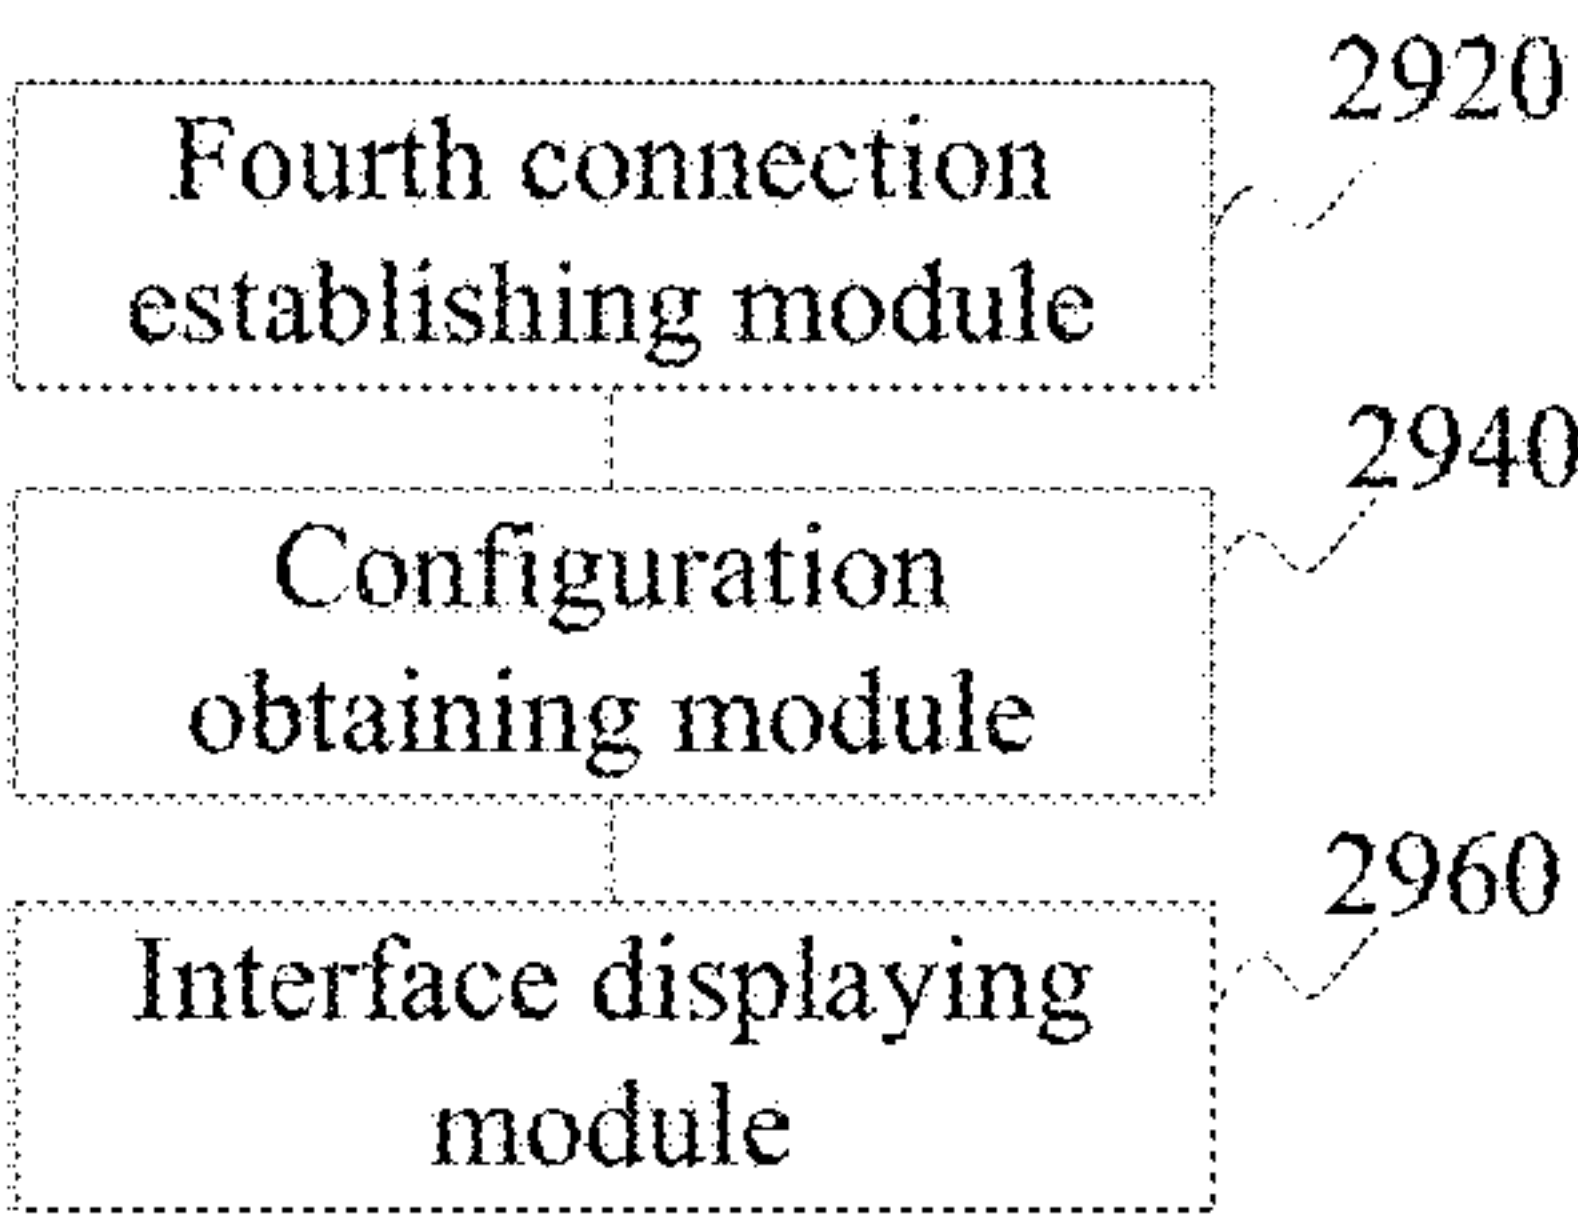 2920
Fourth connection
establishing module
2940
Configuration
obtaining module
2960
Interface displaying
module